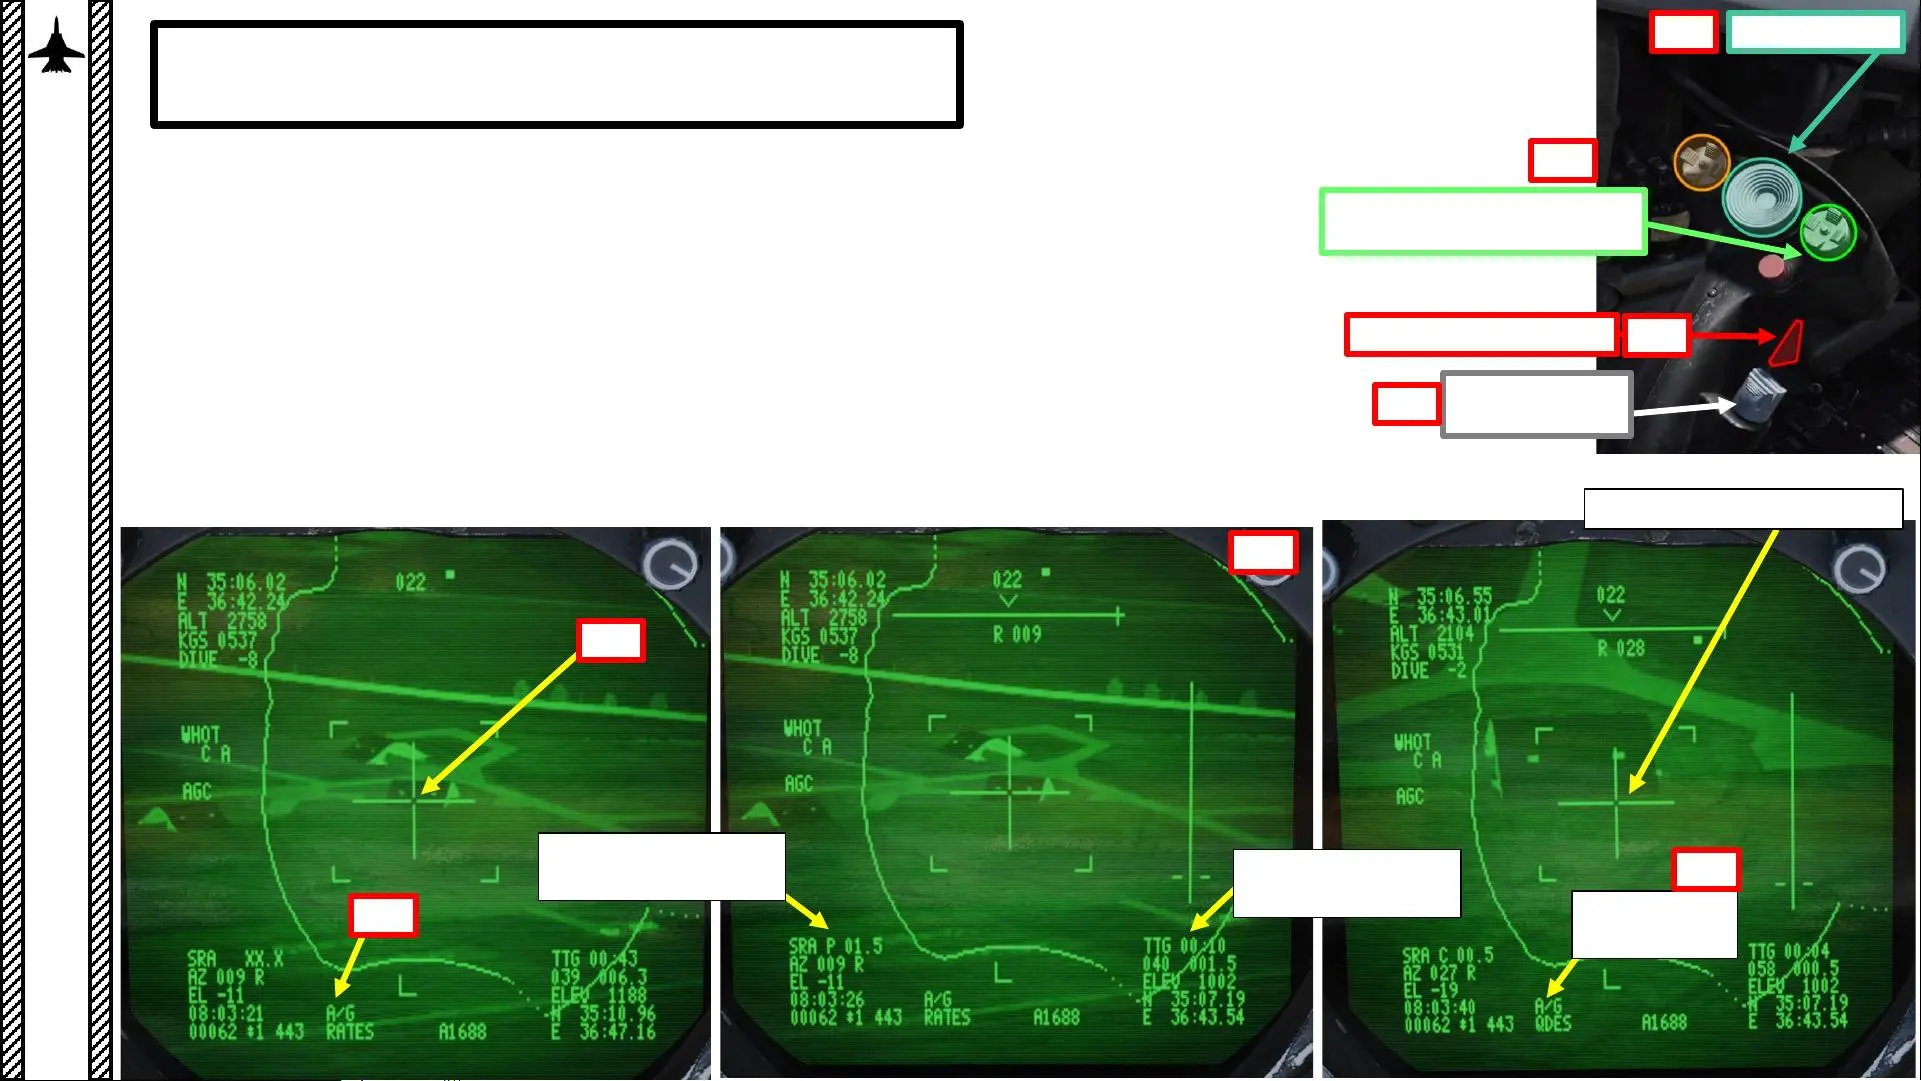 N 35:06.02
E 36:42.24
ALT 2758
KGS 0537
DIVE -8
022
WHOT
C A
AGC
SRA XX.X
AZ 009 R
EL -11
08:03:21
00062 *1 443
A/G
RATES
A1688
TTG 00:43
039 006.3
ELEV 1188
N 35:10.96
E 36:47.16
N 35:06.02
E 36:42.24
ALT 2758
KGS 0537
DIVE -8
022
R 009
WHOT
C A
AGC
SRA P 01.5
AZ 009 R
EL -11
08:03:26
00062 *1 443
A/G
RATES
A1688
TTG 00:10
040 001.5
ELEV 1002
N 35:07.19
E 36:43.54
N 35:06.55
E 36:43.01
ALT 2104
KGS 0531
DIVE -2
022
R 028
WHOT
C A
AGC
SRA C 00.5
AZ 027 R
EL -19
08:03:40
00062 *1 443
A/G
QDES
A1688
TTG 00:04
058 000.5
ELEV 1002
N 35:07.19
E 36:43.54